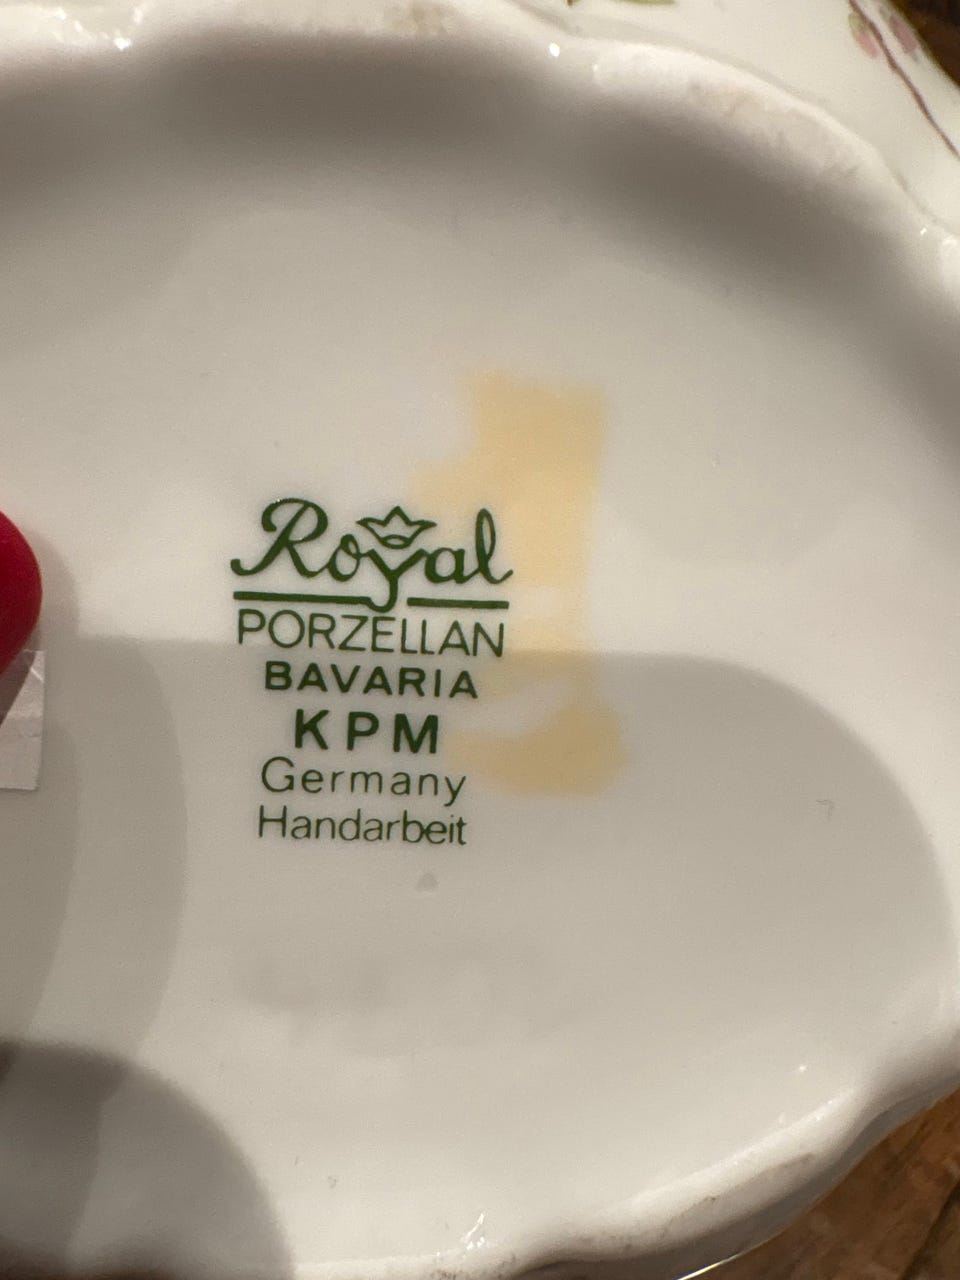 Royal
PORZELLAN
BAVARIA
KPM
Germany
Handarbeit